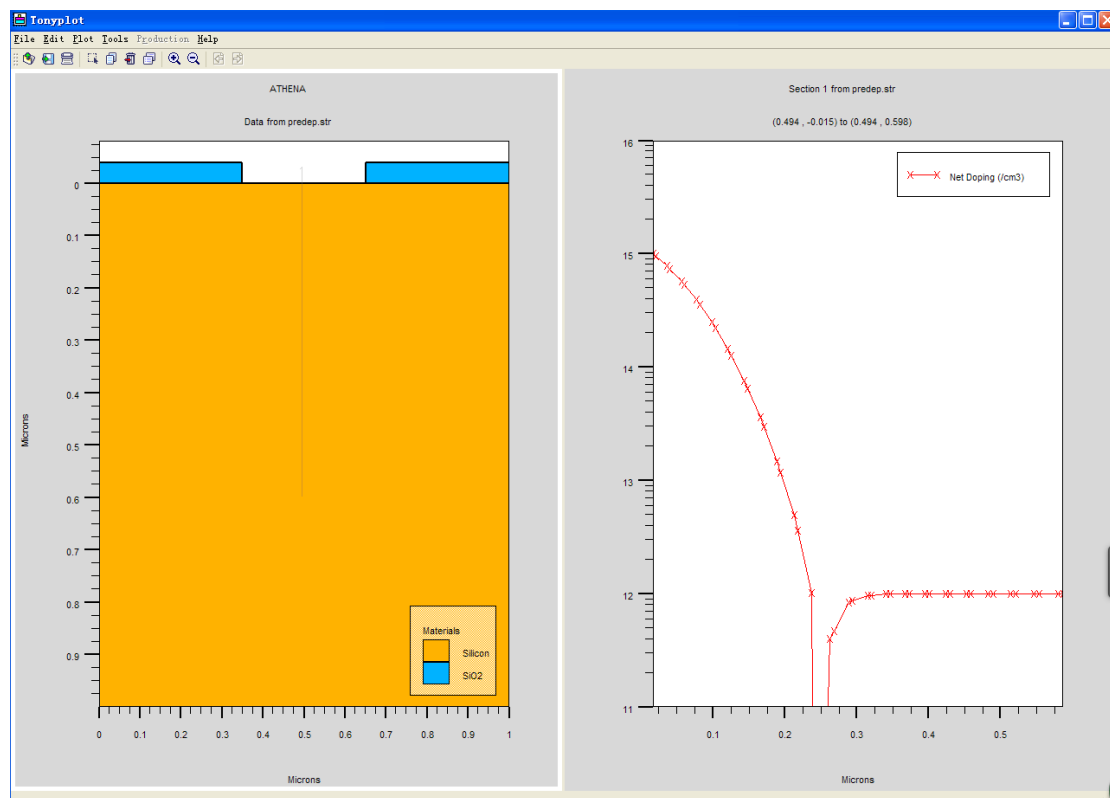 Tonyplot
File Edit Plot Tools Production Help
ATHENA
Data from predep.str
0
0.1
0.2
0.3
0.4
0.5
0.6
0.7
0.8
0.9
Microns
Materials
Silicon
SiO2
0 0.1 0.2 0.3 0.4 0.5 0.6 0.7 0.8 0.9 1
Microns
Section 1 from predep.str
(0.494 , -0.015) to (0.494 , 0.598)
16
15
14
13
12
11
Net Doping (/cm3)
0.1 0.2 0.3 0.4 0.5
Microns